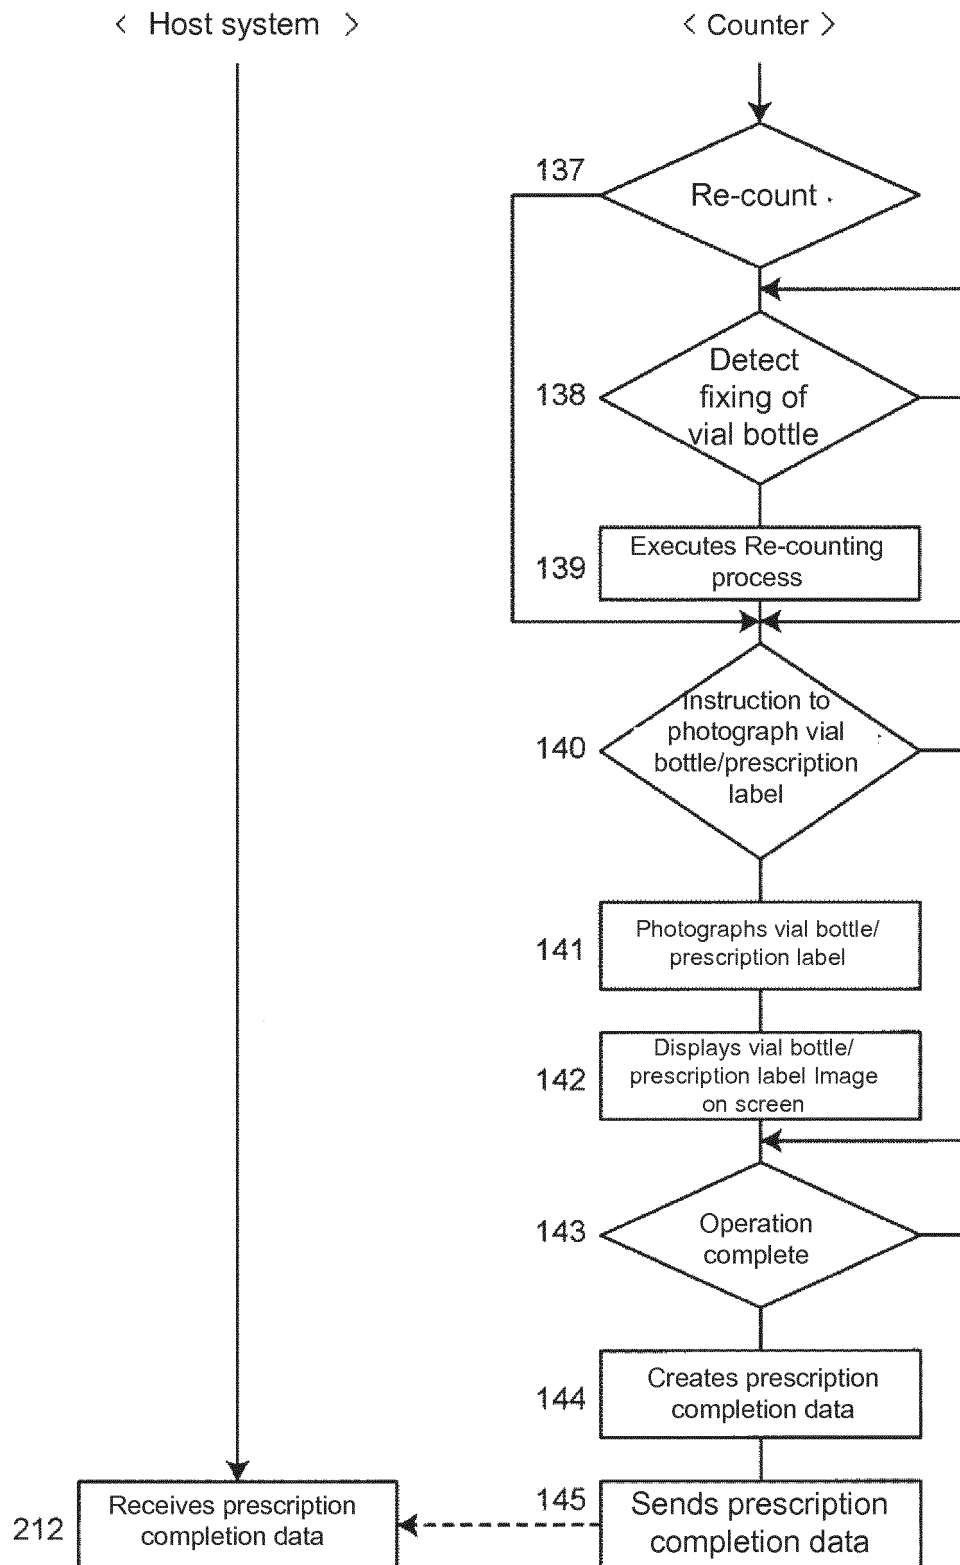 < Host system >
< Counter >
137
Re-count
138
Detect
fixing of
vial bottle
139
Executes Re-counting
process
140
Instruction to
photograph vial
bottle/prescription
label
141
Photographs vial bottle/
prescription label
142
Displays vial bottle/
prescription label Image
on screen
143
Operation
complete
144
Creates prescription
completion data
212
Receives prescription
completion data
145
Sends prescription
completion data